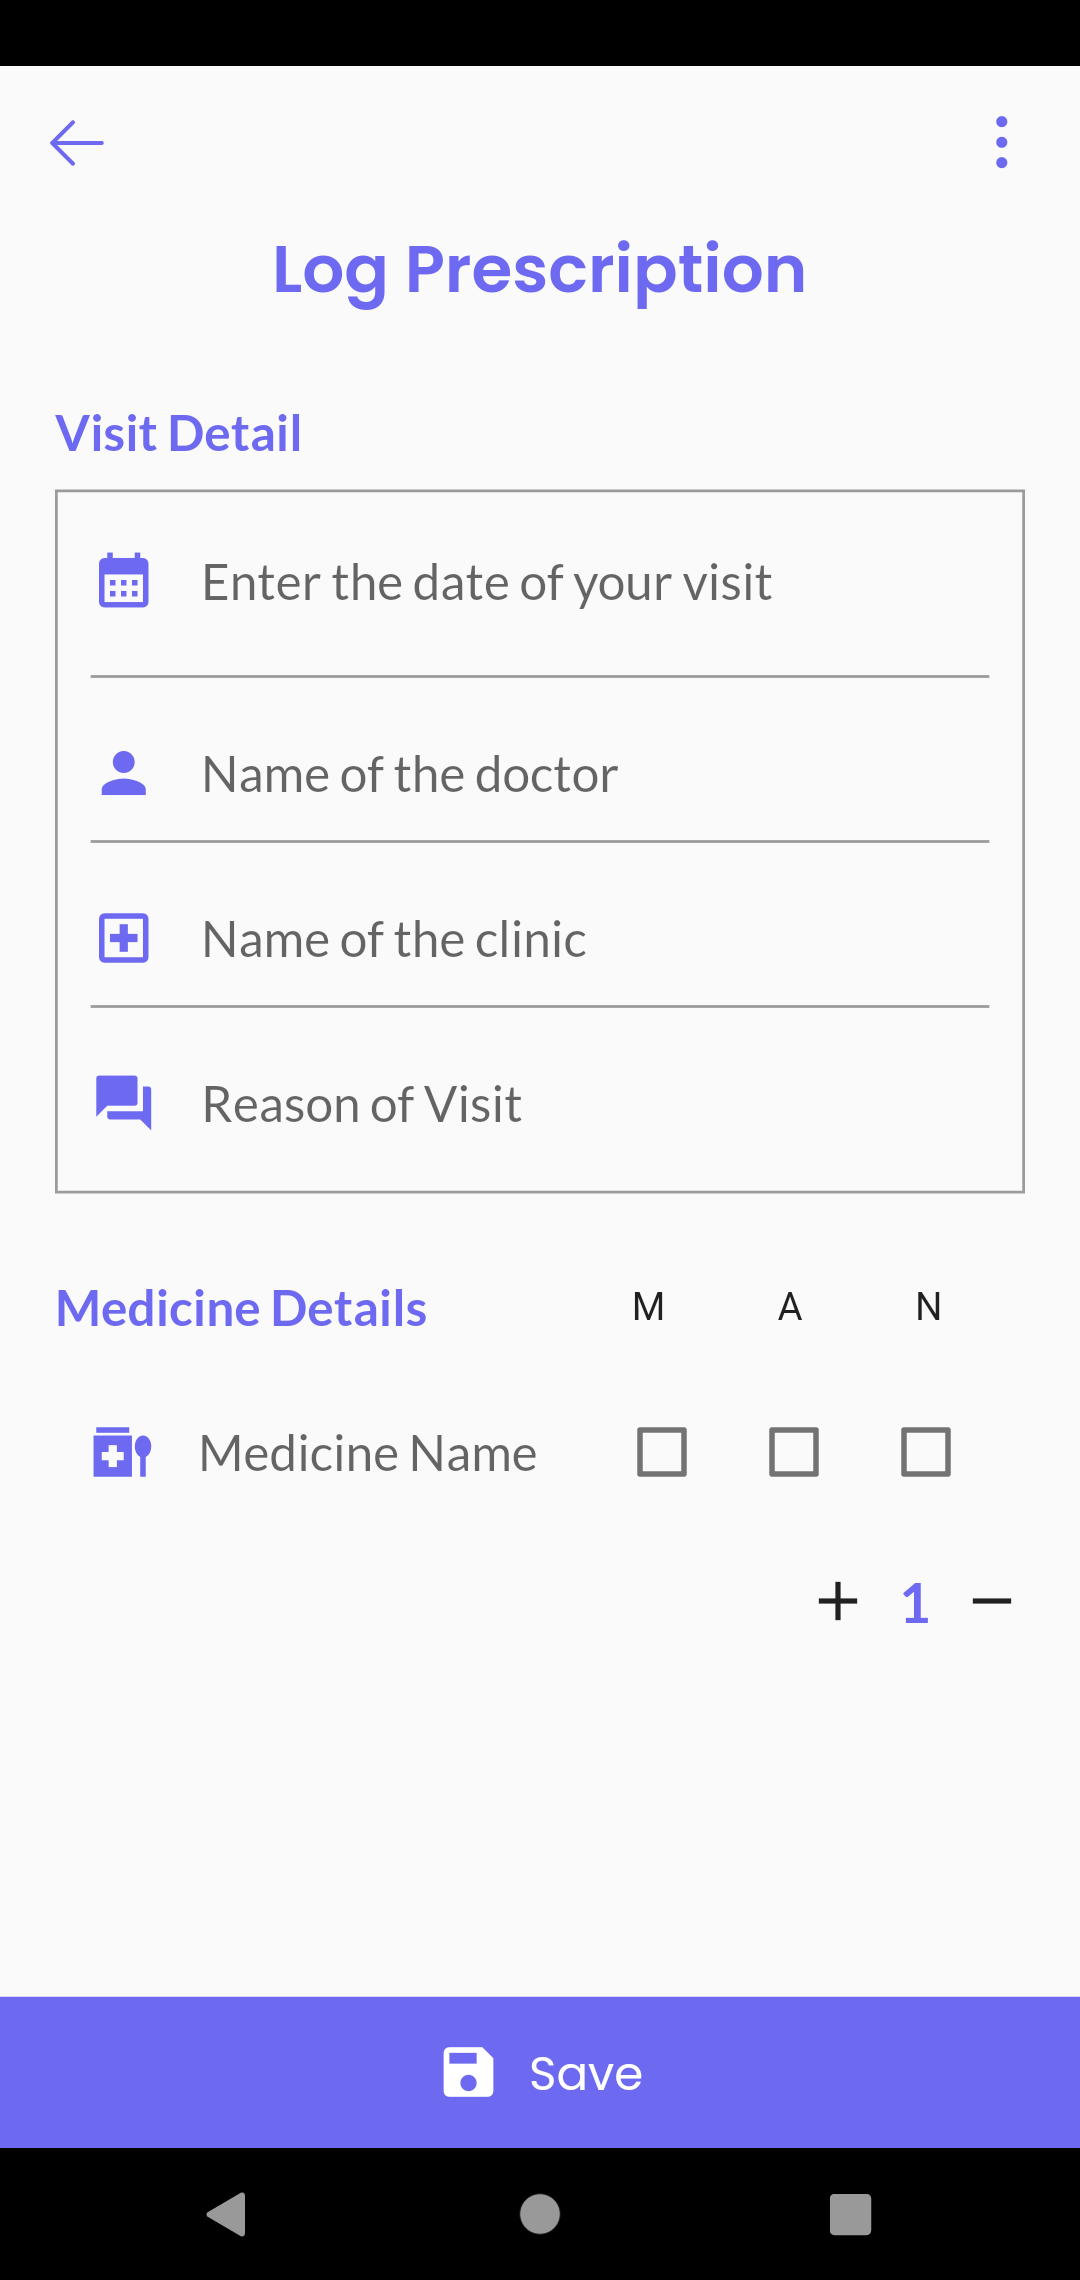 Log Prescription
Visit Detail
Enter the date of your visit
Name of the doctor
Name of the clinic
Reason of Visit
Medicine Details M A N
Medicine Name
1
Save